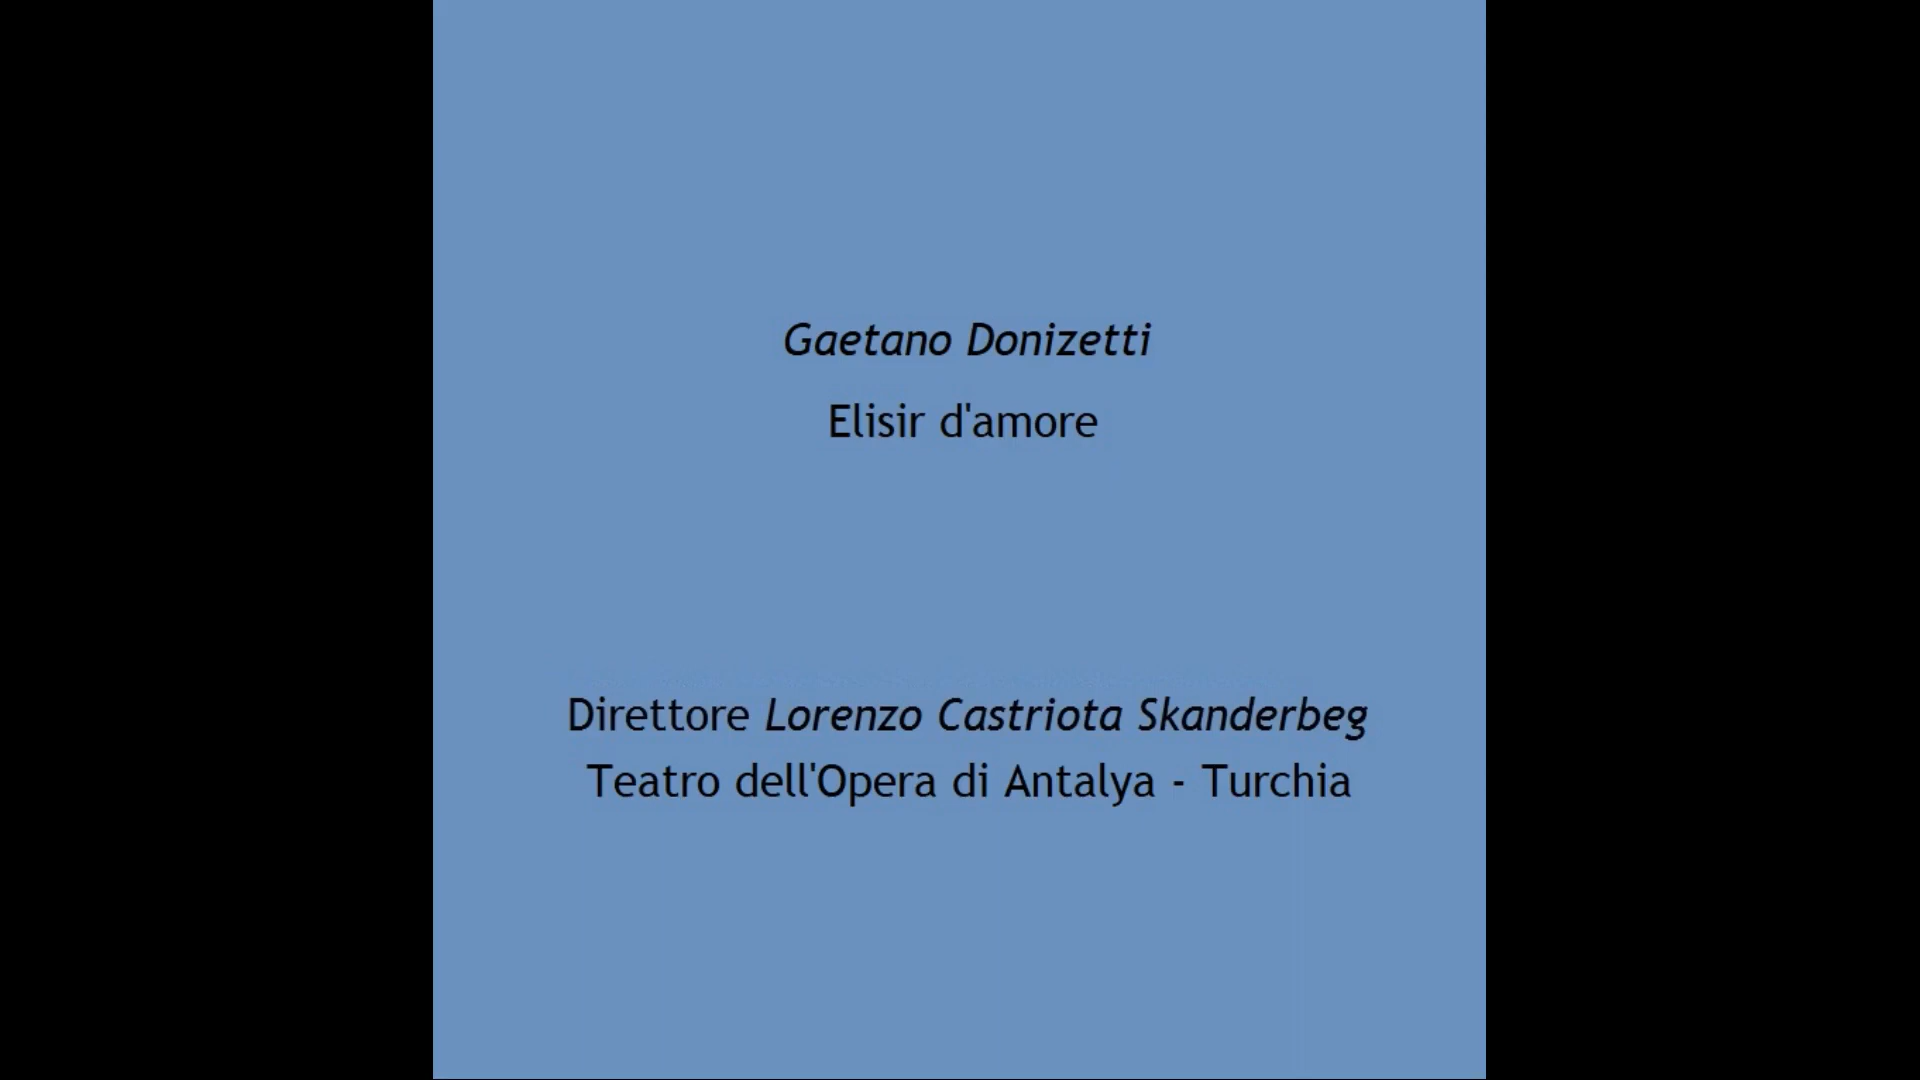 Gaetano Donizetti
Elisir d'amore
Direttore Lorenzo Castriota Skanderbeg
Teatro dell'Opera di Antalya - Turchia